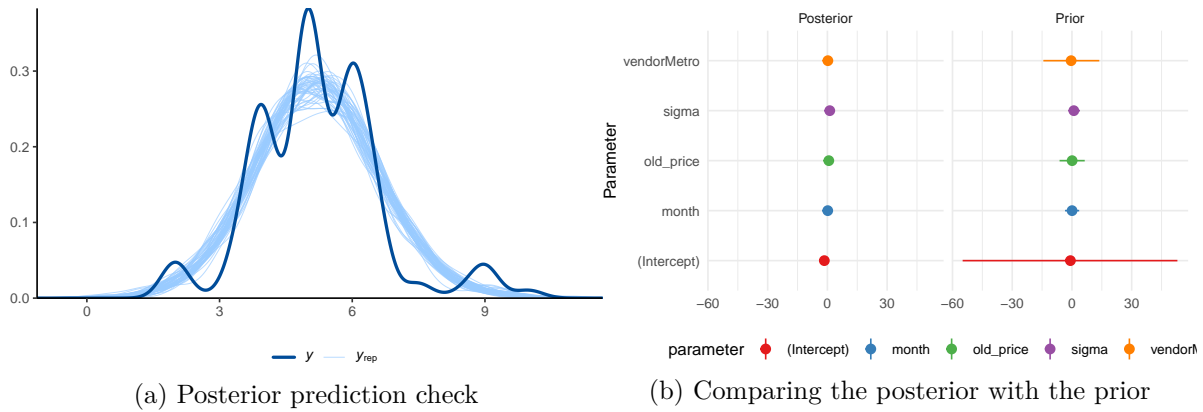 0.3
0.2
0.1
0.0
0 3 6 9
y yrep
(a) Posterior prediction check
Posterior Prior
Parameter
vendorMetro
sigma
old_price
month
(Intercept)
−60 −30 0 30 −60 −30 0 30
parameter (Intercept) month old_price sigma vendorM
(b) Comparing the posterior with the prior